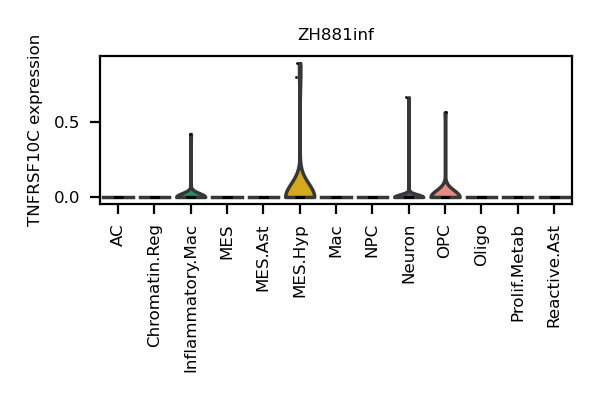 ZH881inf
TNFRSF10C expression
0.5
0.0
AC
Chromatin.Reg
Inflammatory.Mac
MES
MES.Ast
MES.Hyp
Mac
NPC
Neuron
OPC
Oligo
Prolif.Metab
Reactive.Ast